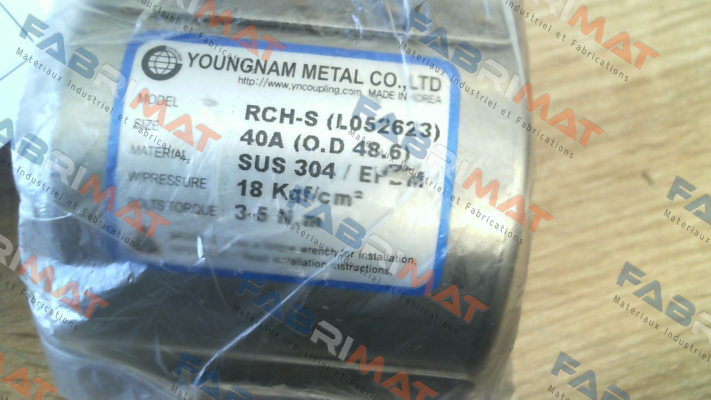 YOUNGNAM METAL CO., LTD
http://www.yncoupling.com, MADE IN KOREA
MODEL RCH-S (L052623)
SIZE 40A (O.D 48.6)
MATERIAL SUS 304 / EPDM
W/PRESSURE 18 Kgf/cm²
VOLTS TORQUE 3~5 N.m
wrench for installation,
installation instructions.
FABRIMAT
Materiaux Industriel et Fabrications